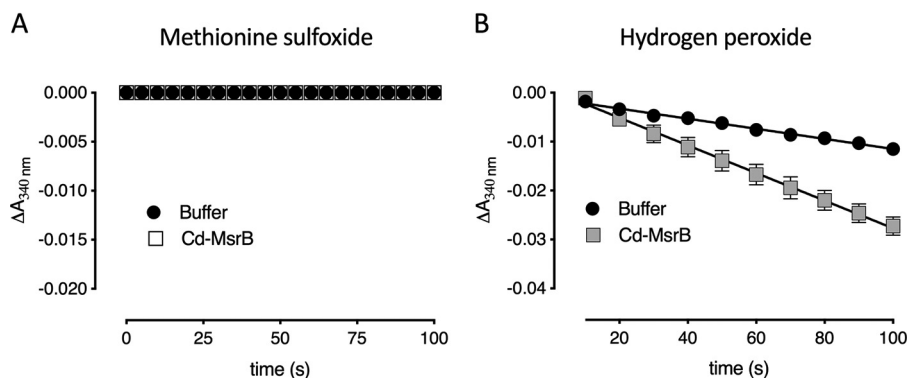 A
Methionine sulfoxide
0.000
-0.005
-0.010
-0.015
-0.020
ΔA340 nm
Buffer
Cd-MsrB
0 25 50 75 100
time (s)
B
Hydrogen peroxide
0.00
-0.01
-0.02
-0.03
-0.04
ΔA340 nm
Buffer
Cd-MsrB
20 40 60 80 100
time (s)